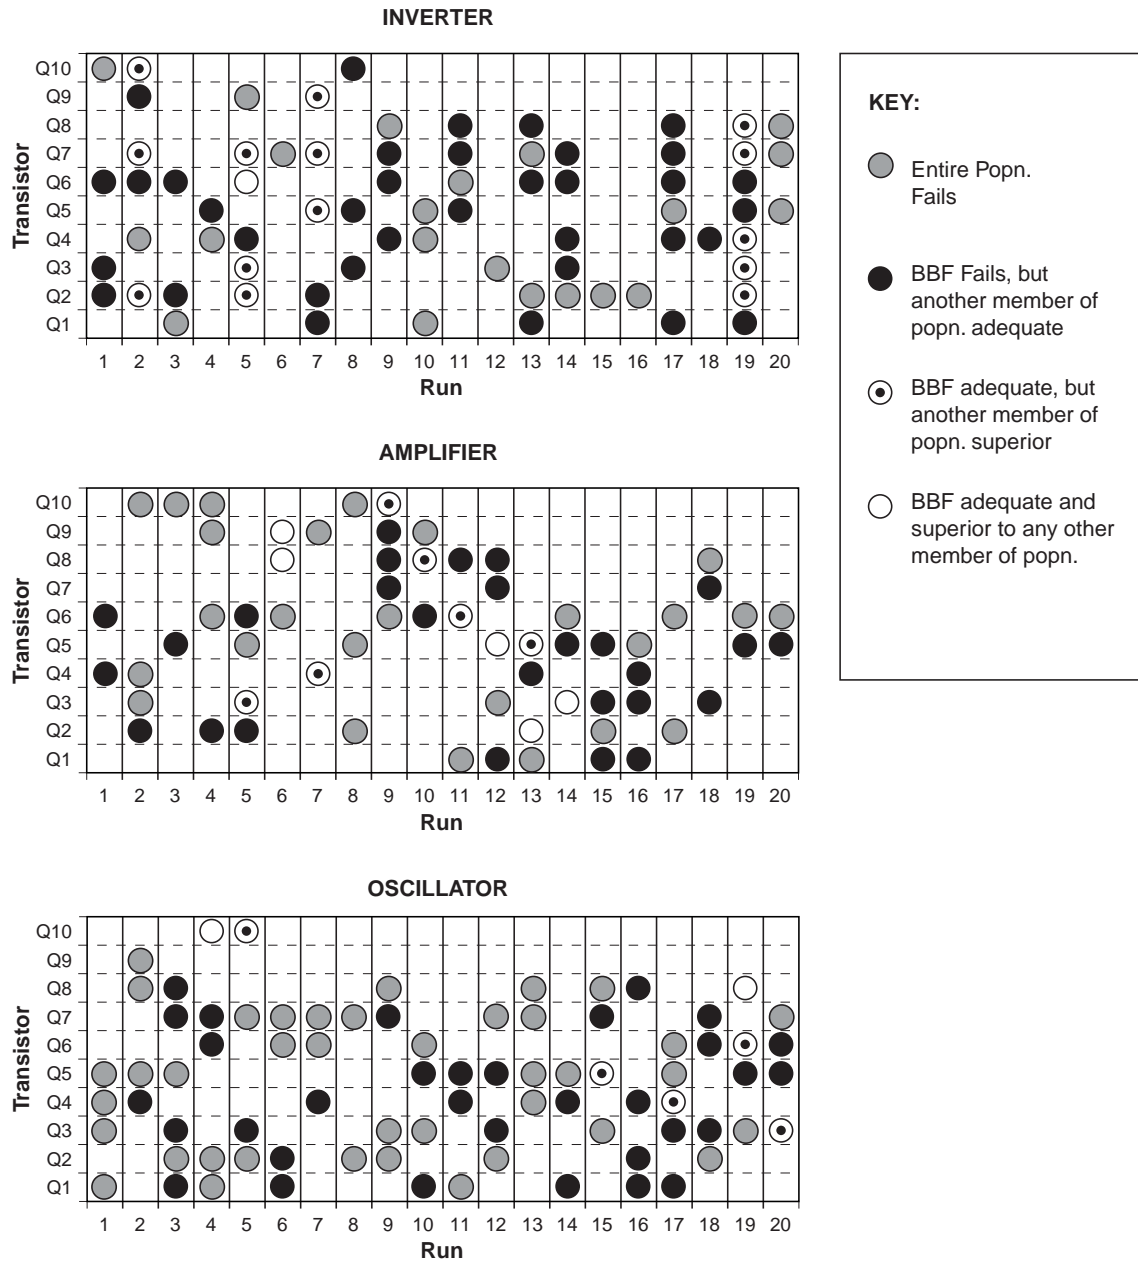 INVERTER
Transistor
Q10
Q9
Q8
Q7
Q6
Q5
Q4
Q3
Q2
Q1
1 2 3 4 5 6 7 8 9 10 11 12 13 14 15 16 17 18 19 20
Run
KEY:
Entire Popn.
Fails
BBF Fails, but
another member of
popn. adequate
BBF adequate, but
another member of
popn. superior
BBF adequate and
superior to any other
member of popn.
AMPLIFIER
Transistor
Q10
Q9
Q8
Q7
Q6
Q5
Q4
Q3
Q2
Q1
1 2 3 4 5 6 7 8 9 10 11 12 13 14 15 16 17 18 19 20
Run
OSCILLATOR
Transistor
Q10
Q9
Q8
Q7
Q6
Q5
Q4
Q3
Q2
Q1
1 2 3 4 5 6 7 8 9 10 11 12 13 14 15 16 17 18 19 20
Run